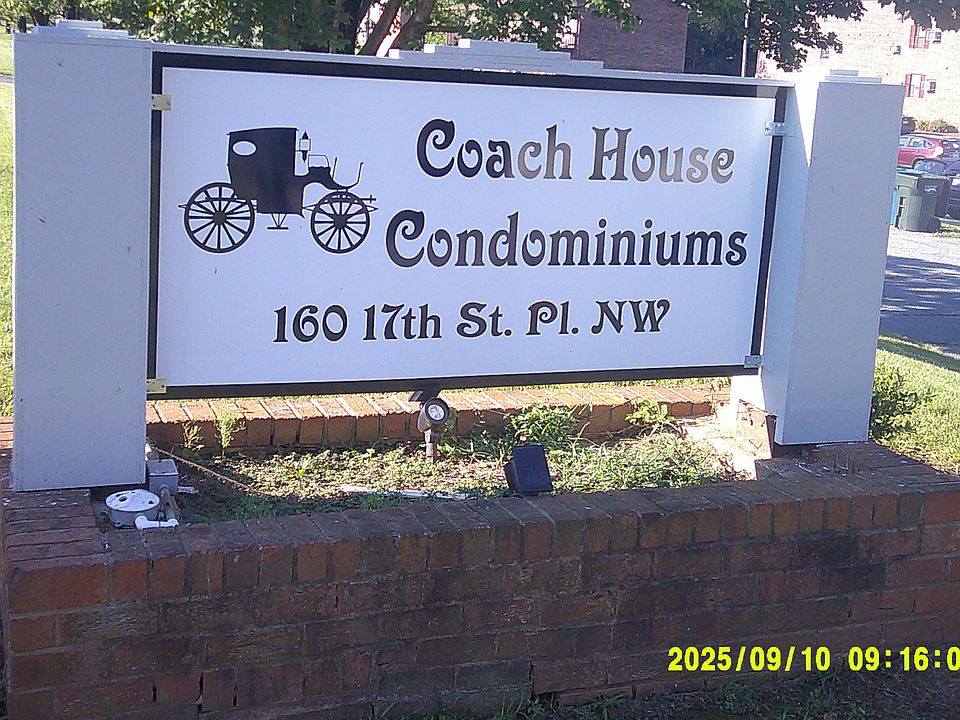 Coach House
Condominiums
160 17th St. Pl. NW
2025/09/10 09:16:0